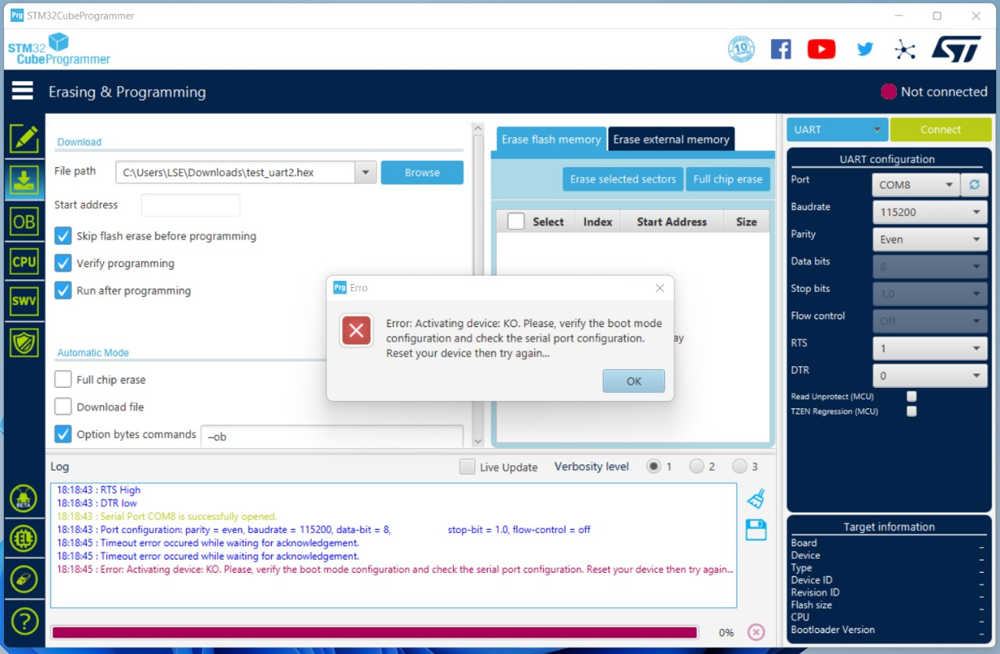 Prg STM32CubeProgrammer
STM32
CubeProgrammer
10
ST
Erasing & Programming
Not connected
Download
File path
C:\Users\LSE\Downloads\test_uart2.hex
Browse
Start address
Skip flash erase before programming
Verify programming
Run after programming
Automatic Mode
Full chip erase
Download file
Option bytes commands
–ob
OB
CPU
SWV
BETA
?
Erase flash memory
Erase external memory
Erase selected sectors
Full chip erase
Select Index Start Address Size
ay
Prg Erro
Error: Activating device: KO. Please, verify the boot mode
configuration and check the serial port configuration.
Reset your device then try again...
OK
UART
Connect
UART configuration
Port COM8
Baudrate 115200
Parity Even
Data bits 8
Stop bits 1.0
Flow control Off
RTS 1
DTR 0
Read Unprotect (MCU)
TZEN Regression (MCU)
Log
Live Update Verbosity level 1 2 3
18:18:43 : RTS High
18:18:43 : DTR low
18:18:43 : Serial Port COM8 is successfully opened.
18:18:43 : Port configuration: parity = even, baudrate = 115200, data-bit = 8, stop-bit = 1.0, flow-control = off
18:18:45 : Timeout error occured while waiting for acknowledgement.
18:18:45 : Timeout error occured while waiting for acknowledgement.
18:18:45 : Error: Activating device: KO. Please, verify the boot mode configuration and check the serial port configuration. Reset your device then try again...
0%
Target information
Board –
Device –
Type –
Device ID –
Revision ID –
Flash size –
CPU –
Bootloader Version –